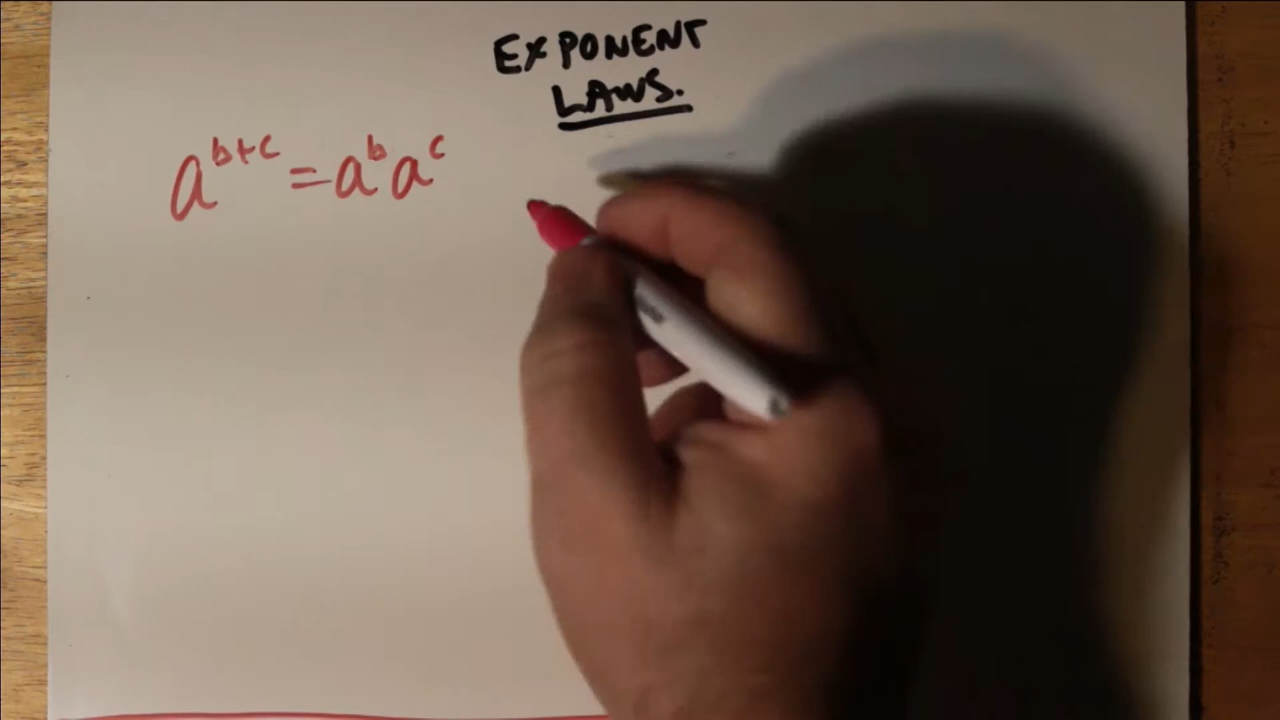 EXPONENT
LAWS.
a^{b+c} = a^b a^c